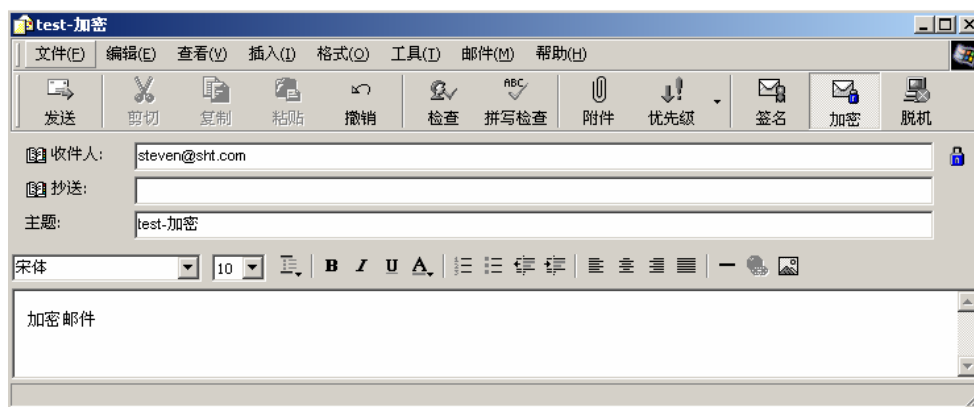 test-加密
文件(F) 编辑(E) 查看(V) 插入(I) 格式(O) 工具(T) 邮件(M) 帮助(H)
发送 剪切 复制 粘贴 撤销 检查 ABC 拼写检查 附件 优先级 签名 加密 脱机
收件人: steven@sht.com
抄送:
主题: test-加密
宋体 10 B I U A
加密邮件